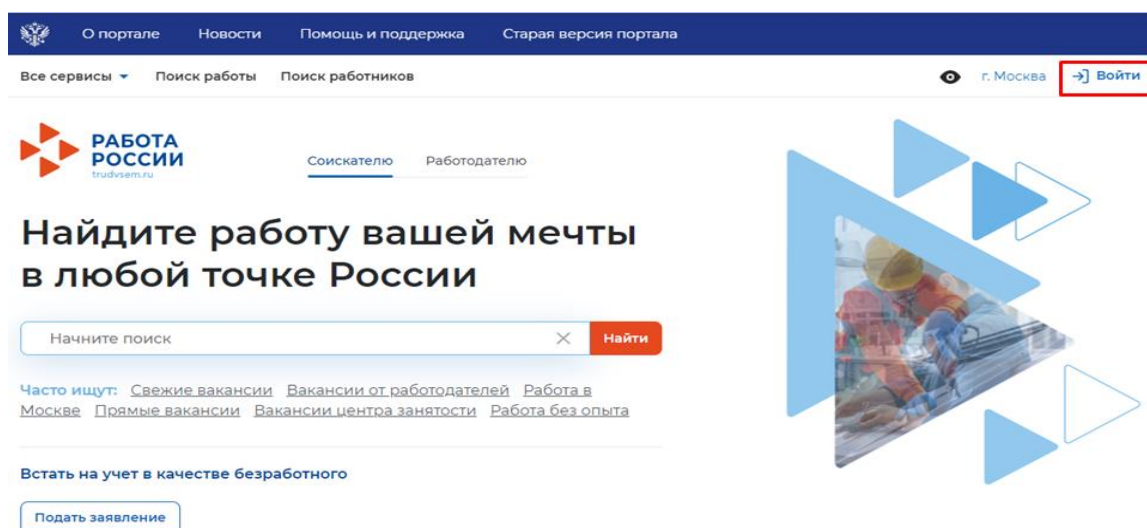 О портале Новости Помощь и поддержка Старая версия портала
Все сервисы Поиск работы Поиск работников г. Москва Войти
РАБОТА
РОССИИ
trudvsem.ru
Соискателю Работодателю
Найдите работу вашей мечты
в любой точке России
Начните поиск Найти
Часто ищут: Свежие вакансии Вакансии от работодателей Работа в
Москве Прямые вакансии Вакансии центра занятости Работа без опыта
Встать на учет в качестве безработного
Подать заявление